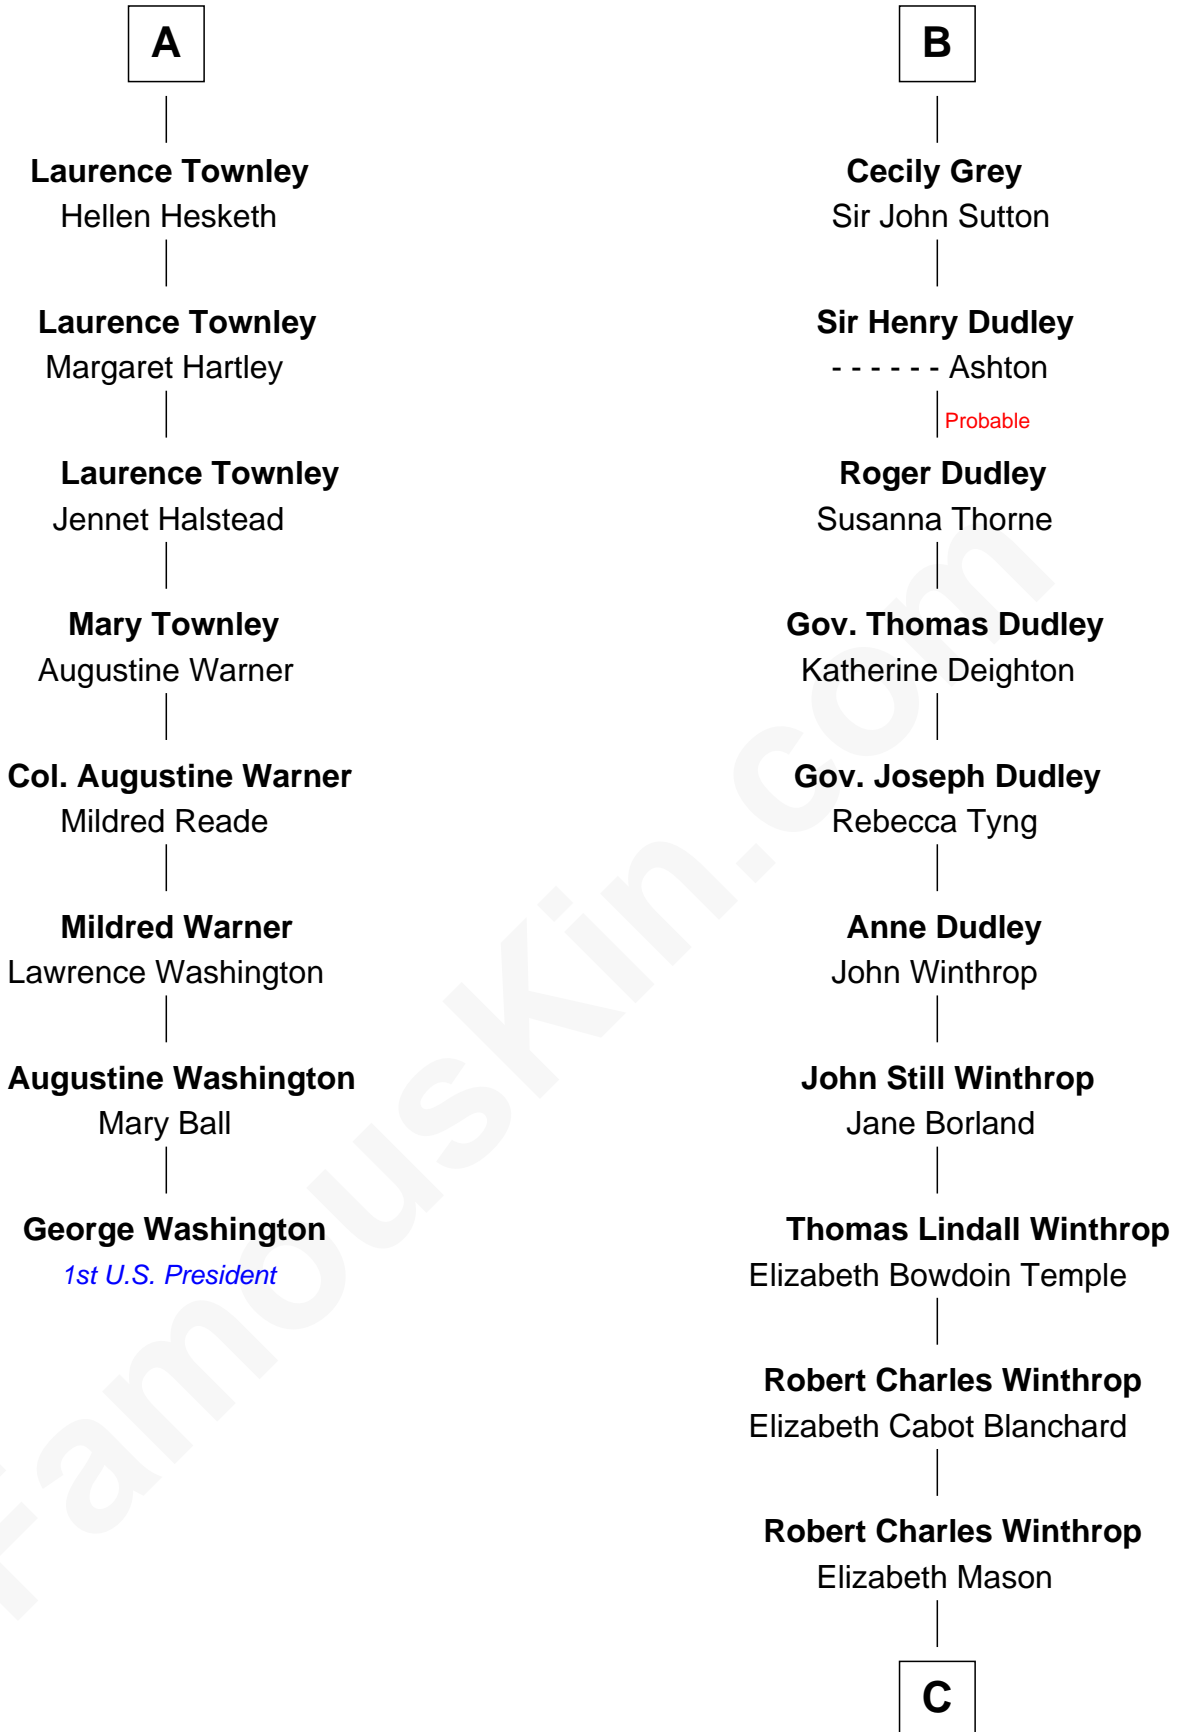 A
Laurence Townley
Hellen Hesketh
Laurence Townley
Margaret Hartley
Laurence Townley
Jennet Halstead
Mary Townley
Augustine Warner
Col. Augustine Warner
Mildred Reade
Mildred Warner
Lawrence Washington
Augustine Washington
Mary Ball
George Washington
1st U.S. President
B
Cecily Grey
Sir John Sutton
Sir Henry Dudley
- - - - - - Ashton
Probable
Roger Dudley
Susanna Thorne
Gov. Thomas Dudley
Katherine Deighton
Gov. Joseph Dudley
Rebecca Tyng
Anne Dudley
John Winthrop
John Still Winthrop
Jane Borland
Thomas Lindall Winthrop
Elizabeth Bowdoin Temple
Robert Charles Winthrop
Elizabeth Cabot Blanchard
Robert Charles Winthrop
Elizabeth Mason
C
FamousKin.com